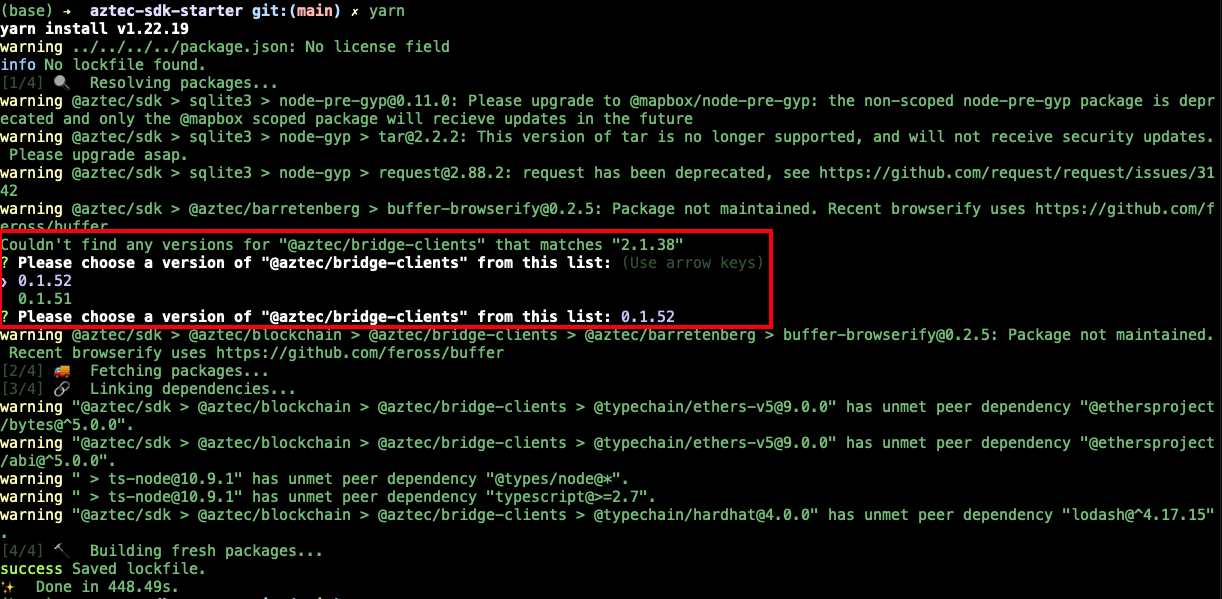 (base) → aztec-sdk-starter git:(main) ✗ yarn
yarn install v1.22.19
warning ../../../../package.json: No license field
info No lockfile found.
[1/4] 🔍 Resolving packages...
warning @aztec/sdk > sqlite3 > node-pre-gyp@0.11.0: Please upgrade to @mapbox/node-pre-gyp: the non-scoped node-pre-gyp package is depr
ecated and only the @mapbox scoped package will recieve updates in the future
warning @aztec/sdk > sqlite3 > node-gyp > tar@2.2.2: This version of tar is no longer supported, and will not receive security updates.
Please upgrade asap.
warning @aztec/sdk > sqlite3 > node-gyp > request@2.88.2: request has been deprecated, see https://github.com/request/request/issues/31
42
warning @aztec/sdk > @aztec/barretenberg > buffer-browserify@0.2.5: Package not maintained. Recent browserify uses https://github.com/f
eross/buffer
Couldn't find any versions for "@aztec/bridge-clients" that matches "2.1.38"
? Please choose a version of "@aztec/bridge-clients" from this list: (Use arrow keys)
❯ 0.1.52
0.1.51
? Please choose a version of "@aztec/bridge-clients" from this list: 0.1.52
warning @aztec/sdk > @aztec/blockchain > @aztec/bridge-clients > @aztec/barretenberg > buffer-browserify@0.2.5: Package not maintained.
Recent browserify uses https://github.com/feross/buffer
[2/4] 🚚 Fetching packages...
[3/4] 🔗 Linking dependencies...
warning "@aztec/sdk > @aztec/blockchain > @aztec/bridge-clients > @typechain/ethers-v5@9.0.0" has unmet peer dependency "@ethersproject
/bytes@^5.0.0".
warning "@aztec/sdk > @aztec/blockchain > @aztec/bridge-clients > @typechain/ethers-v5@9.0.0" has unmet peer dependency "@ethersproject
/abi@^5.0.0".
warning " > ts-node@10.9.1" has unmet peer dependency "@types/node@*".
warning " > ts-node@10.9.1" has unmet peer dependency "typescript@>=2.7".
warning "@aztec/sdk > @aztec/blockchain > @aztec/bridge-clients > @typechain/hardhat@4.0.0" has unmet peer dependency "lodash@^4.17.15"
.
[4/4] 🔨 Building fresh packages...
success Saved lockfile.
✨ Done in 448.49s.